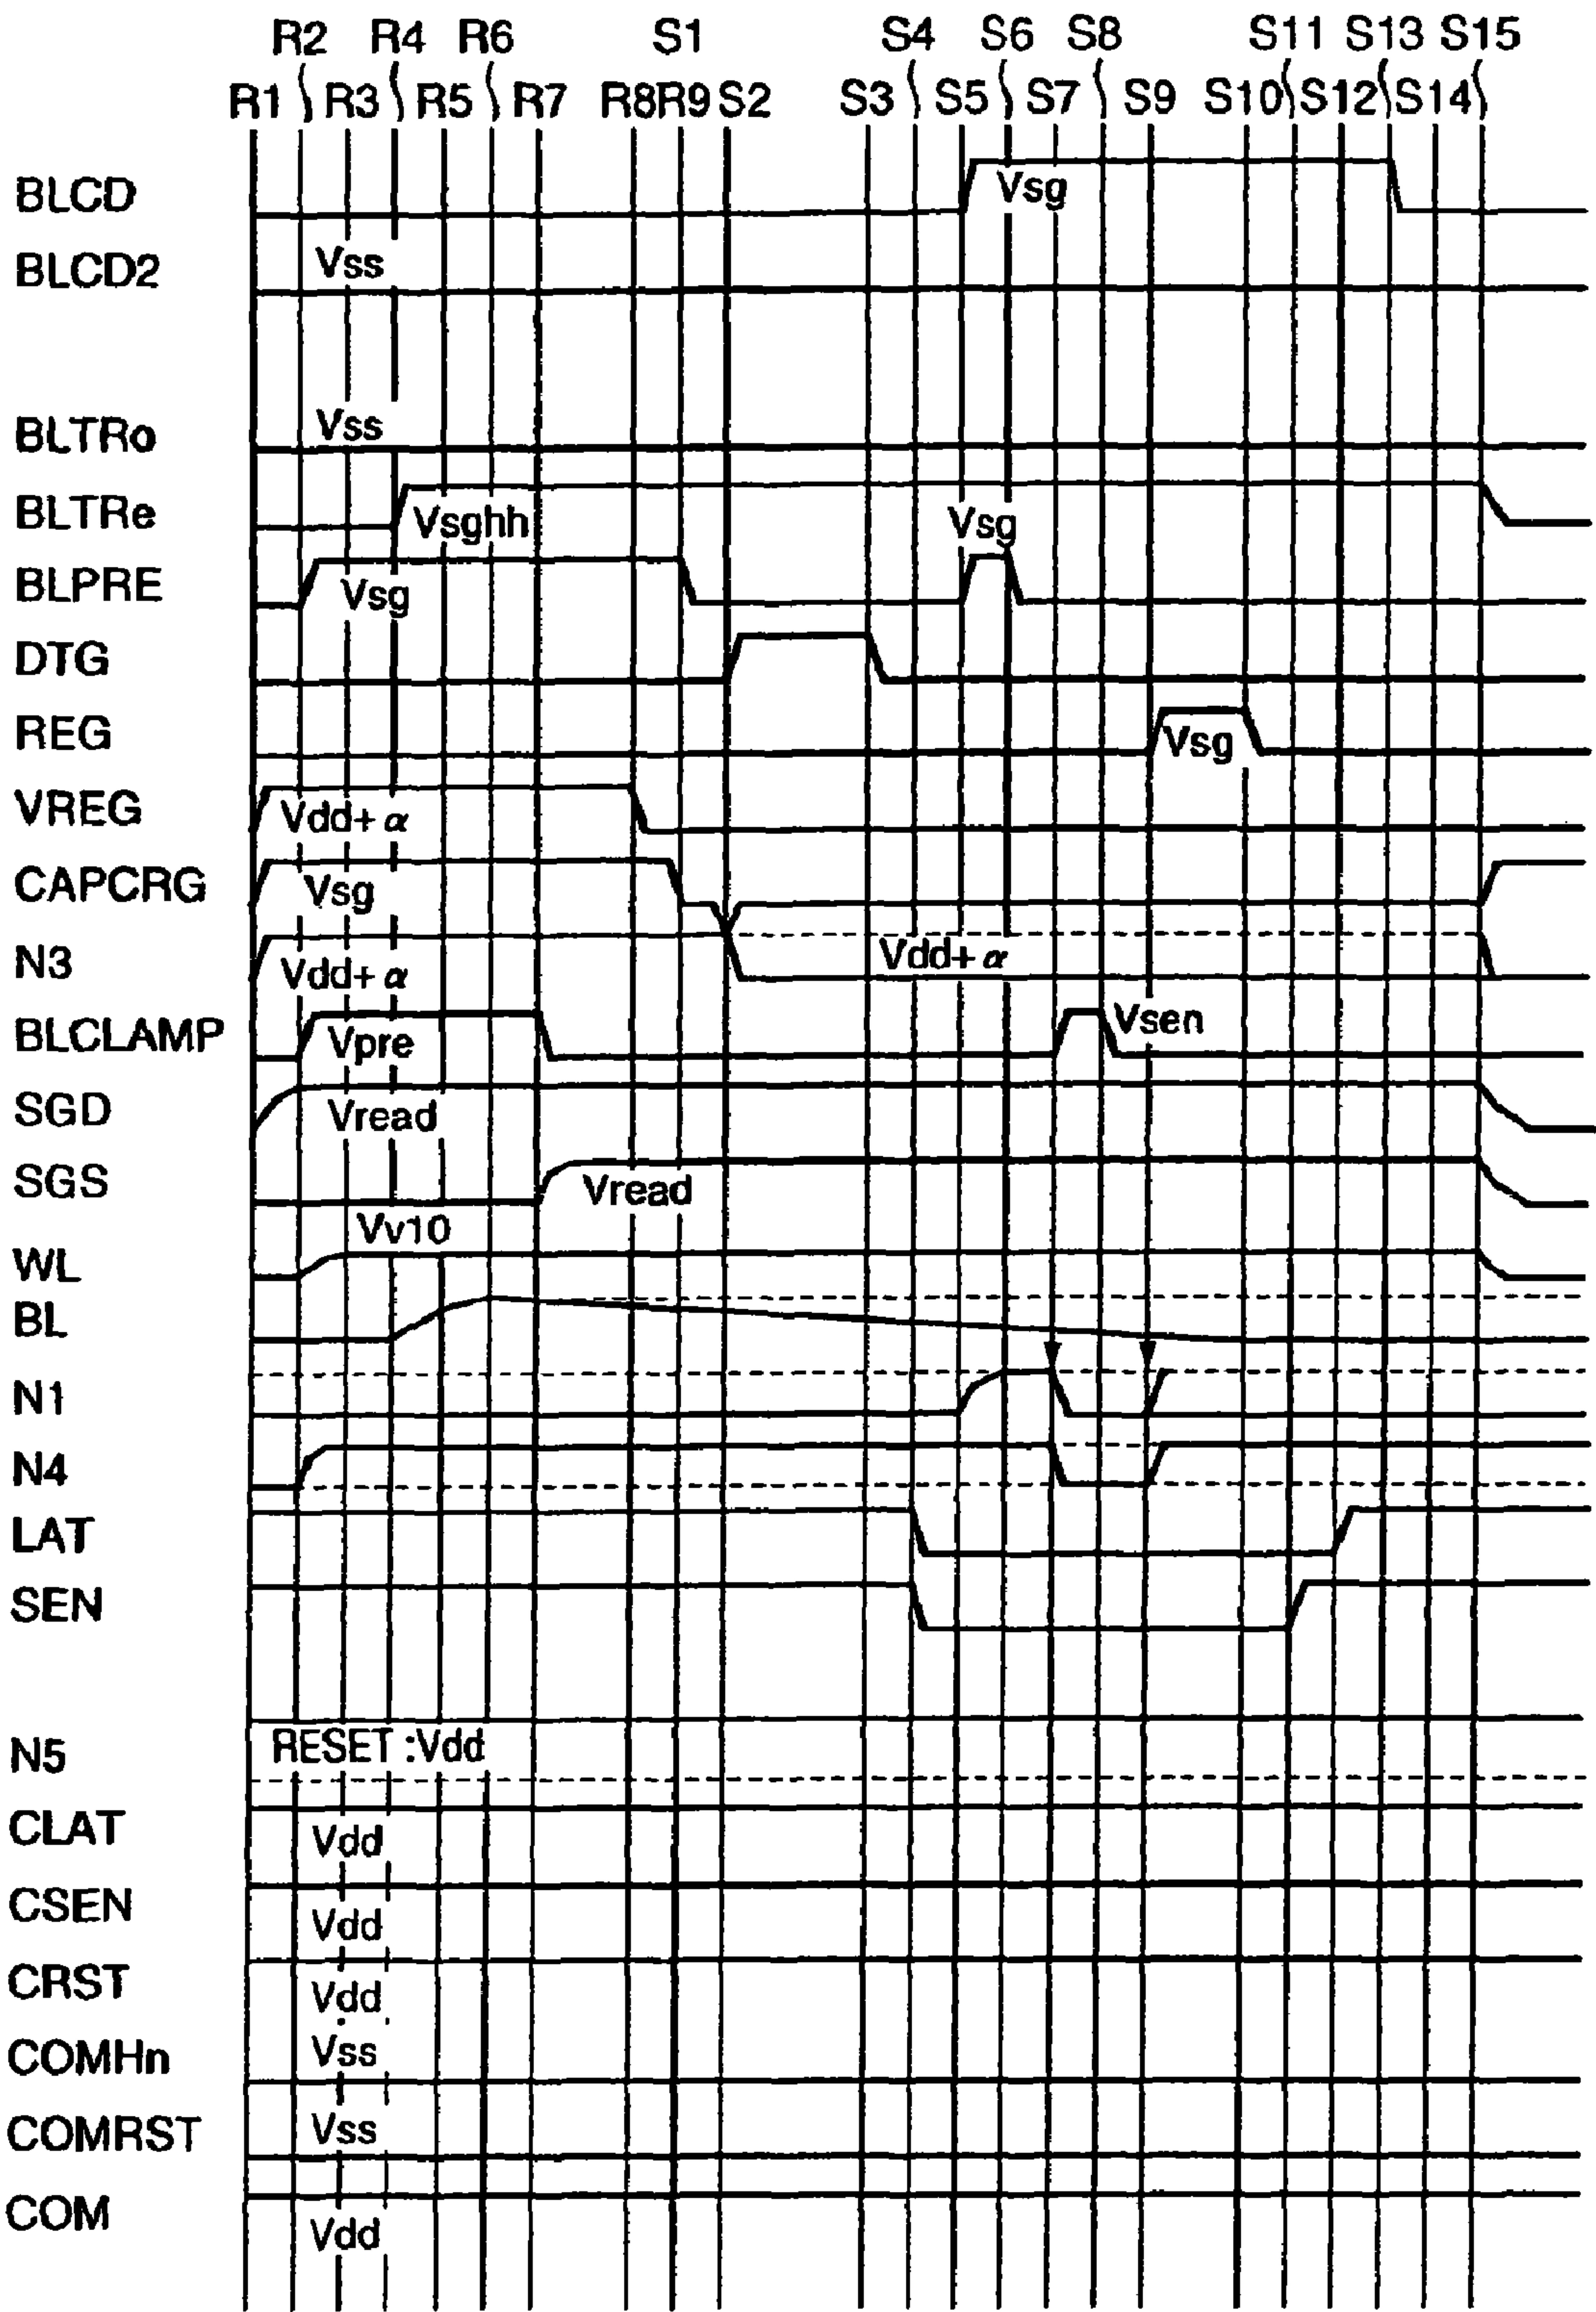 R2 R4 R6 S1 S4 S6 S8 S11 S13 S15
R1 R3 R5 R7 R8 R9 S2 S3 S5 S7 S9 S10 S12 S14
BLCD Vsg
BLCD2 Vss
BLTRo Vss
BLTRe Vsghh Vsg
BLPRE Vsg
DTG
REG Vsg
VREG Vdd+α
CAPCRG Vsg
N3 Vdd+α Vdd+α
BLCLAMP Vpre Vsen
SGD Vread
SGS Vread
Vv10
WL
BL
N1
N4
LAT
SEN
N5 RESET :Vdd
CLAT Vdd
CSEN Vdd
CRST Vdd
COMHn Vss
COMRST Vss
COM Vdd